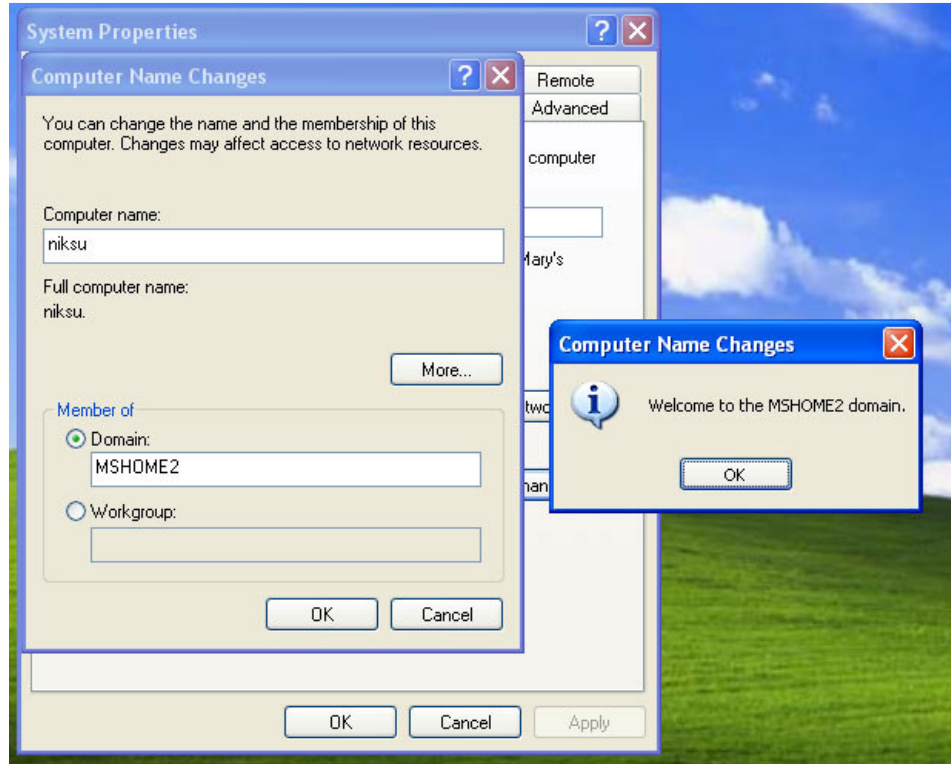 System Properties
Computer Name Changes
Remote
Advanced
You can change the name and the membership of this
computer. Changes may affect access to network resources.
computer
Computer name:
niksu
Mary's
Full computer name:
niksu.
More...
Member of
Domain:
MSHOME2
Workgroup:
OK
Cancel
OK
Cancel
Apply
Computer Name Changes
Welcome to the MSHOME2 domain.
OK